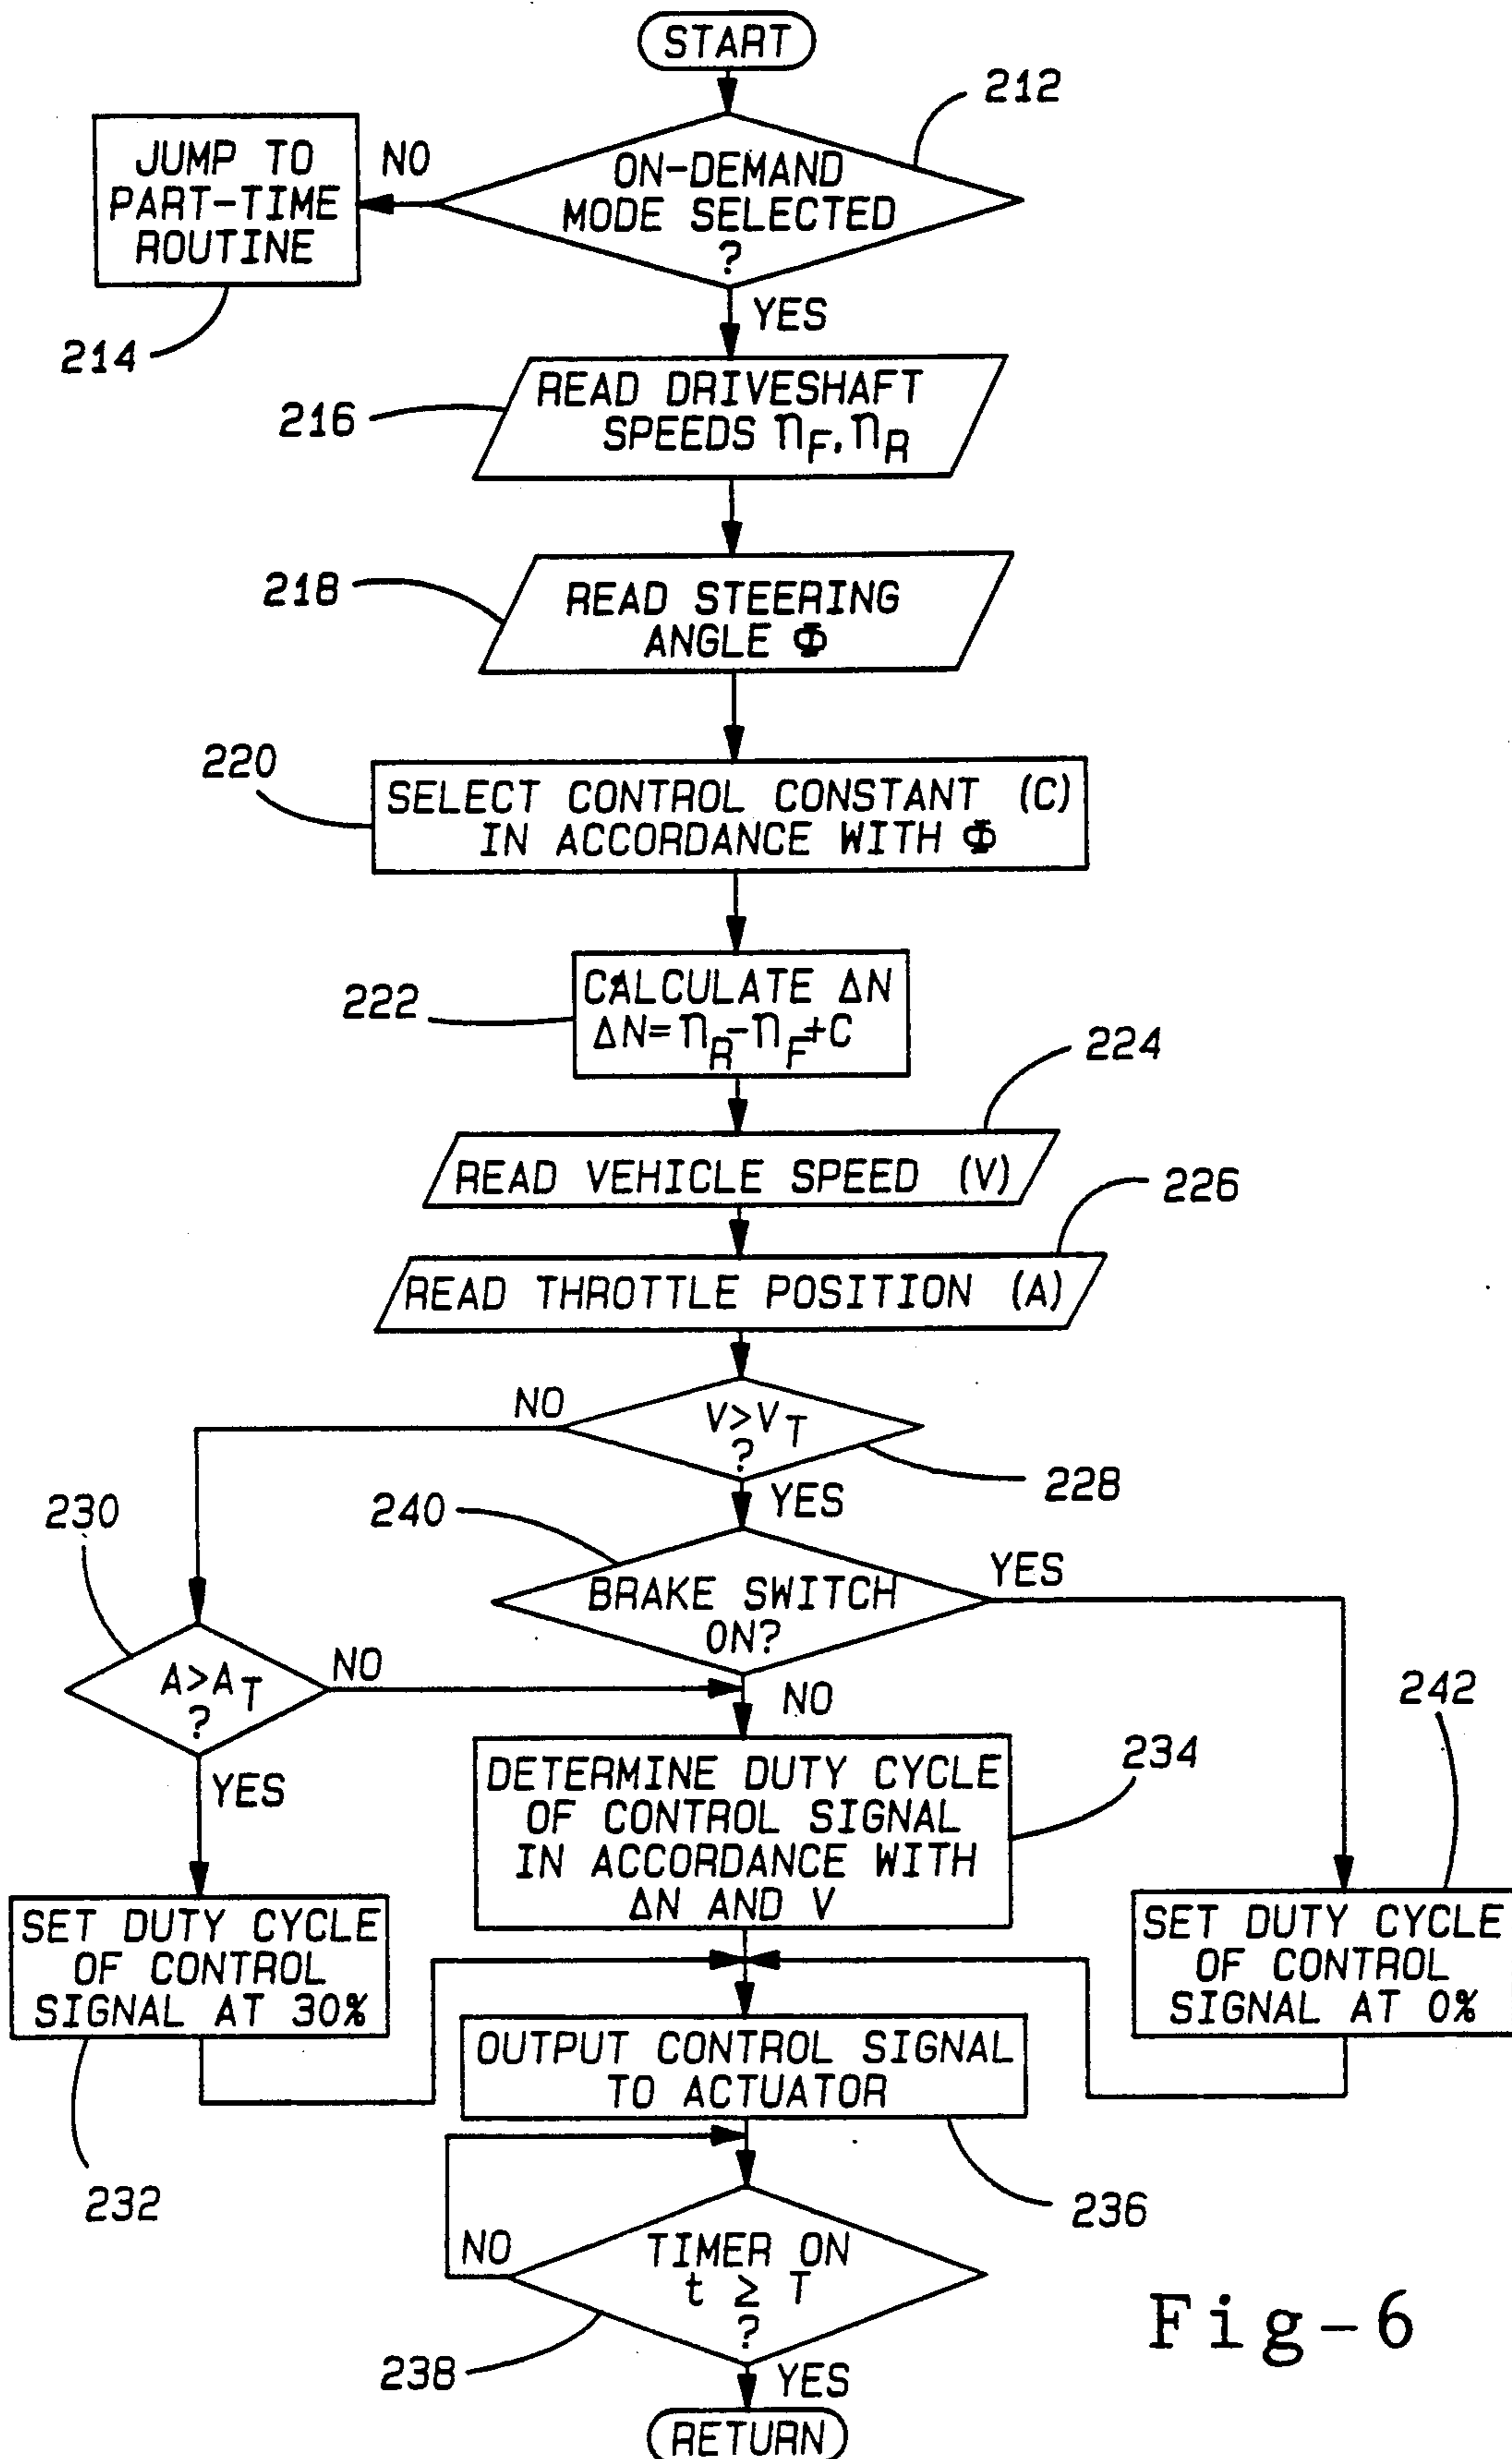 START
212
ON-DEMAND
MODE SELECTED
?
NO
JUMP TO
PART-TIME
ROUTINE
214
YES
216
READ DRIVESHAFT
SPEEDS ηF, ηR
218
READ STEERING
ANGLE Φ
220
SELECT CONTROL CONSTANT (C)
IN ACCORDANCE WITH Φ
222
CALCULATE ΔN
ΔN=ηR-ηF+C
224
READ VEHICLE SPEED (V)
226
READ THROTTLE POSITION (A)
NO
V>VT
?
228
YES
230
240
BRAKE SWITCH
ON?
YES
A>AT
?
NO
NO
YES
242
234
DETERMINE DUTY CYCLE
OF CONTROL SIGNAL
IN ACCORDANCE WITH
ΔN AND V
SET DUTY CYCLE
OF CONTROL
SIGNAL AT 30%
232
SET DUTY CYCLE
OF CONTROL
SIGNAL AT 0%
OUTPUT CONTROL SIGNAL
TO ACTUATOR
236
NO
TIMER ON
t ≥ T
?
238
YES
RETURN
Fig-6